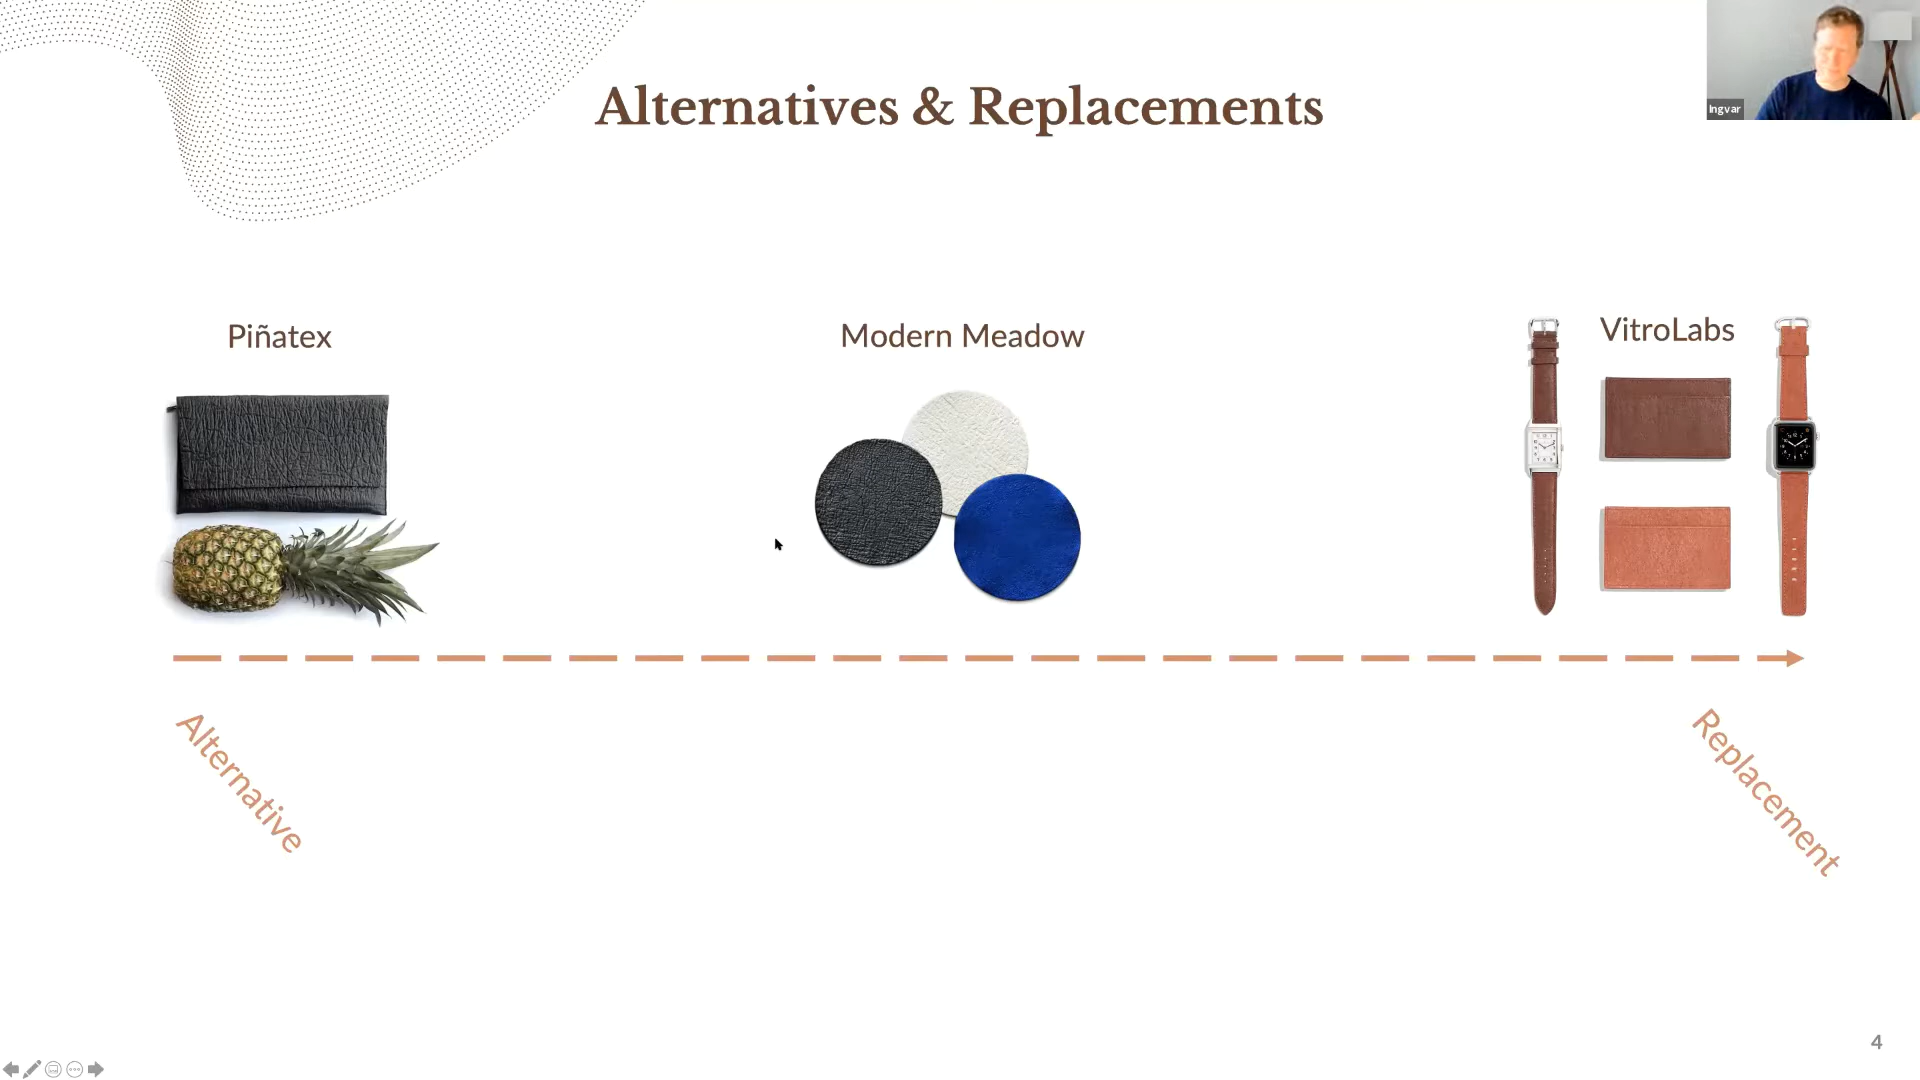 Alternatives & Replacements
Ingvar
Piñatex
Modern Meadow
VitroLabs
Alternative
Replacement
4